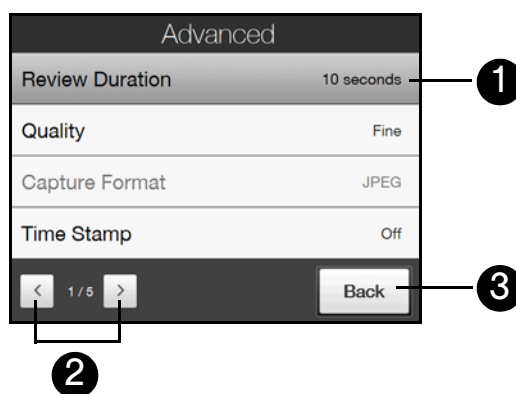 Advanced
Review Duration 10 seconds 1
Quality Fine
Capture Format JPEG
Time Stamp Off
< 1/5 > Back 3
2